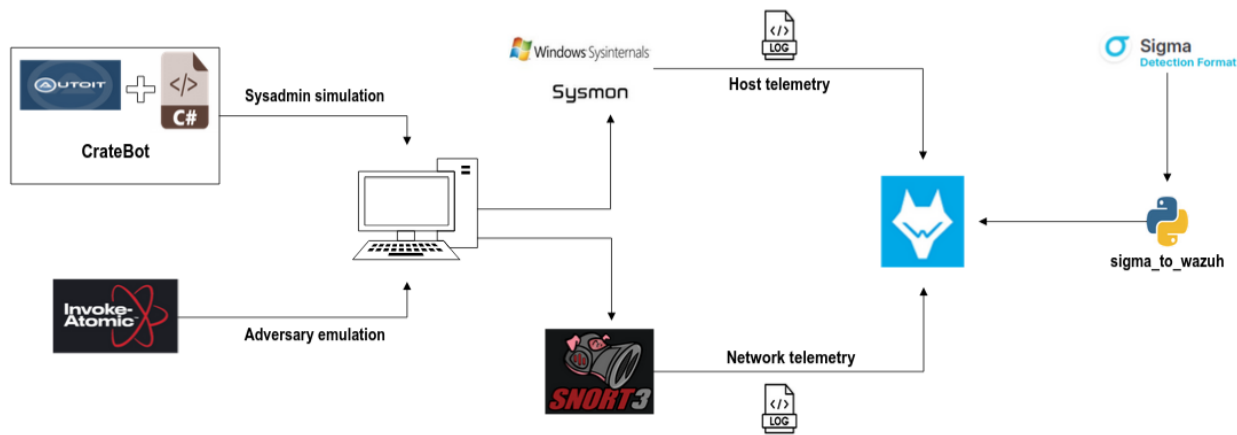 AUTOIT
</>
C#
CrateBot
Sysadmin simulation
Windows Sysinternals
Sysmon
</>
LOG
Host telemetry
Sigma
Detection Format
sigma_to_wazuh
Invoke-
Atomic™
Adversary emulation
SNORT3
Network telemetry
</>
LOG